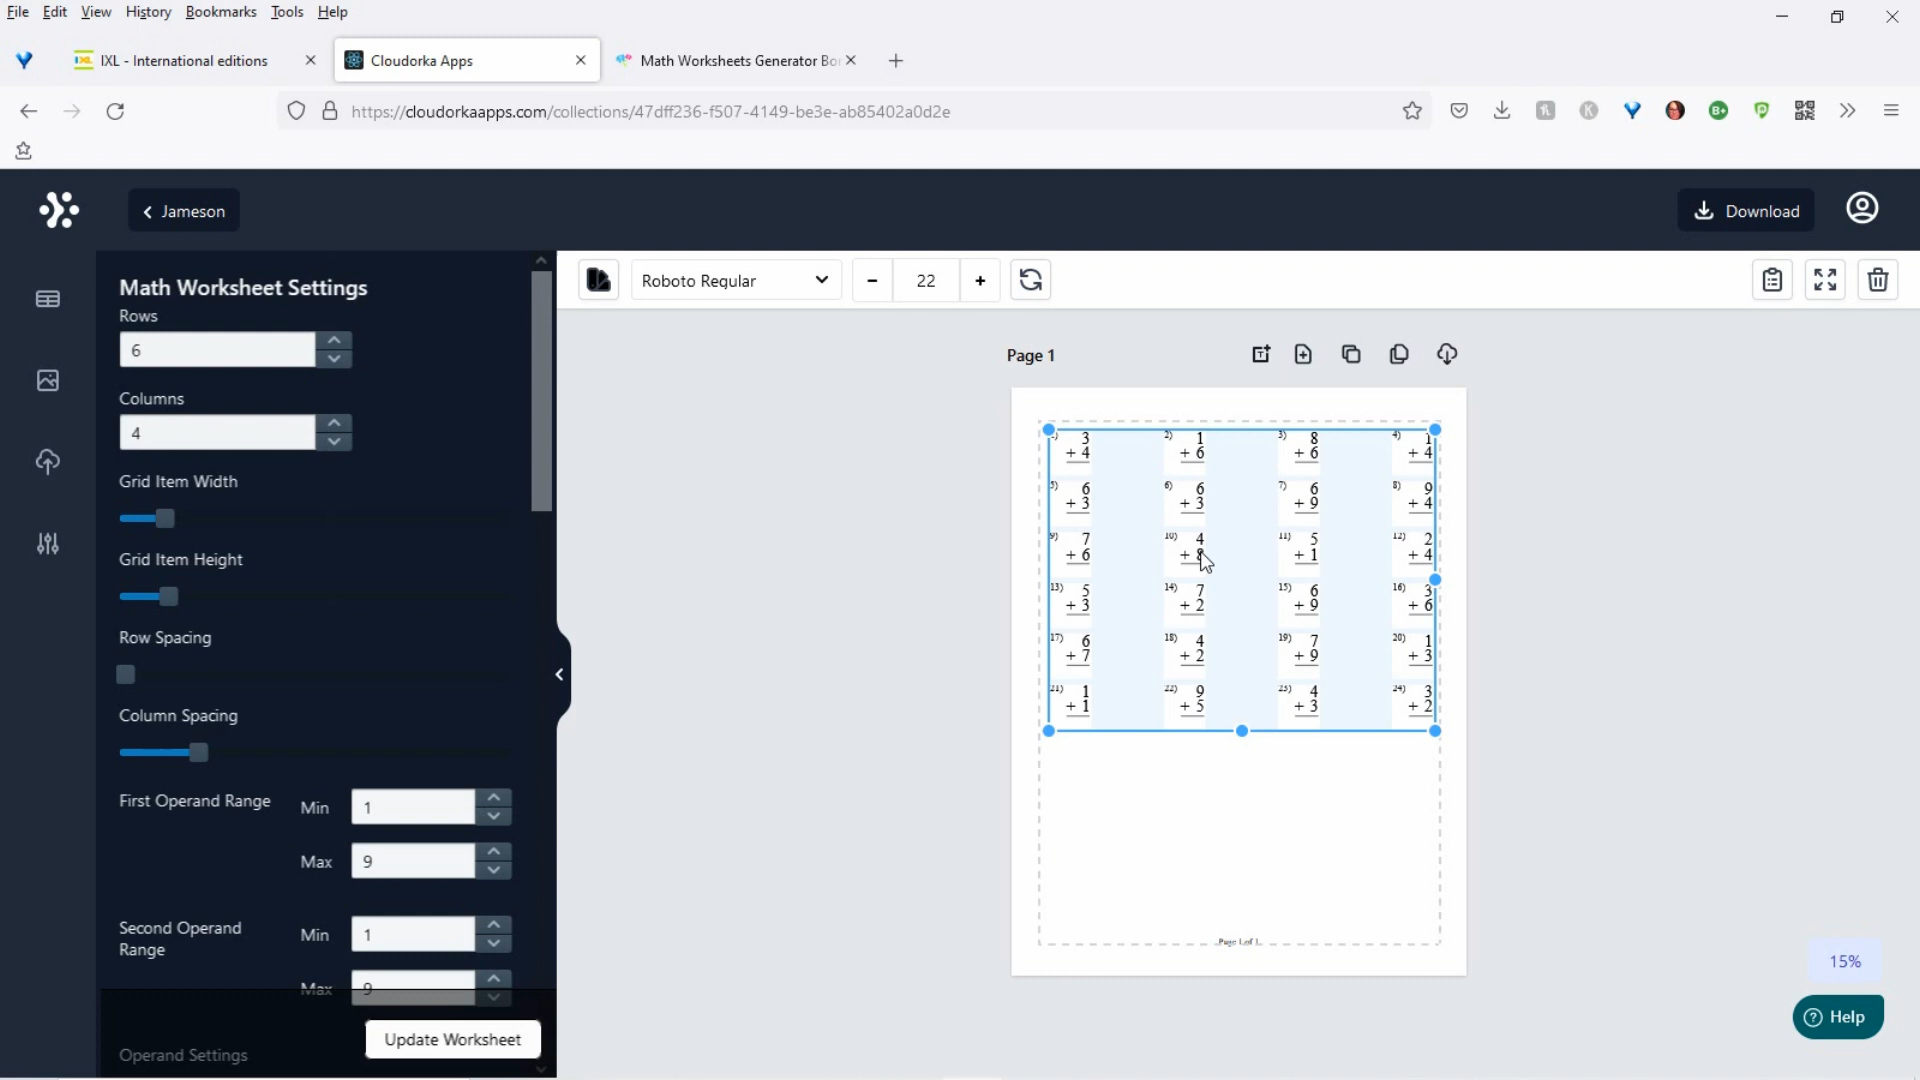 File Edit View History Bookmarks Tools Help
IXL - International editions
Cloudorka Apps
Math Worksheets Generator Bo
https://cloudorkaapps.com/collections/47dff236-f507-4149-be3e-ab85402a0d2e
Jameson
Download
Math Worksheet Settings
Rows
6
Columns
4
Grid Item Width
Grid Item Height
Row Spacing
Column Spacing
First Operand Range Min 1
Max 9
Second Operand Range Min 1
Max 9
Operand Settings
Update Worksheet
Roboto Regular - 22 +
Page 1
1) 3 2) 1 3) 8 4) 1
+ 4 + 6 + 6 + 4
5) 6 6) 6 7) 6 8) 9
+ 3 + 3 + 9 + 4
9) 7 10) 4 11) 5 12) 2
+ 6 + + 1 + 4
13) 5 14) 7 15) 6 16) 3
+ 3 + 2 + 9 + 6
17) 6 18) 4 19) 7 20) 1
+ 7 + 2 + 9 + 3
21) 1 22) 9 23) 4 24) 3
+ 1 + 5 + 3 + 2
Page 1 of 1
15%
Help